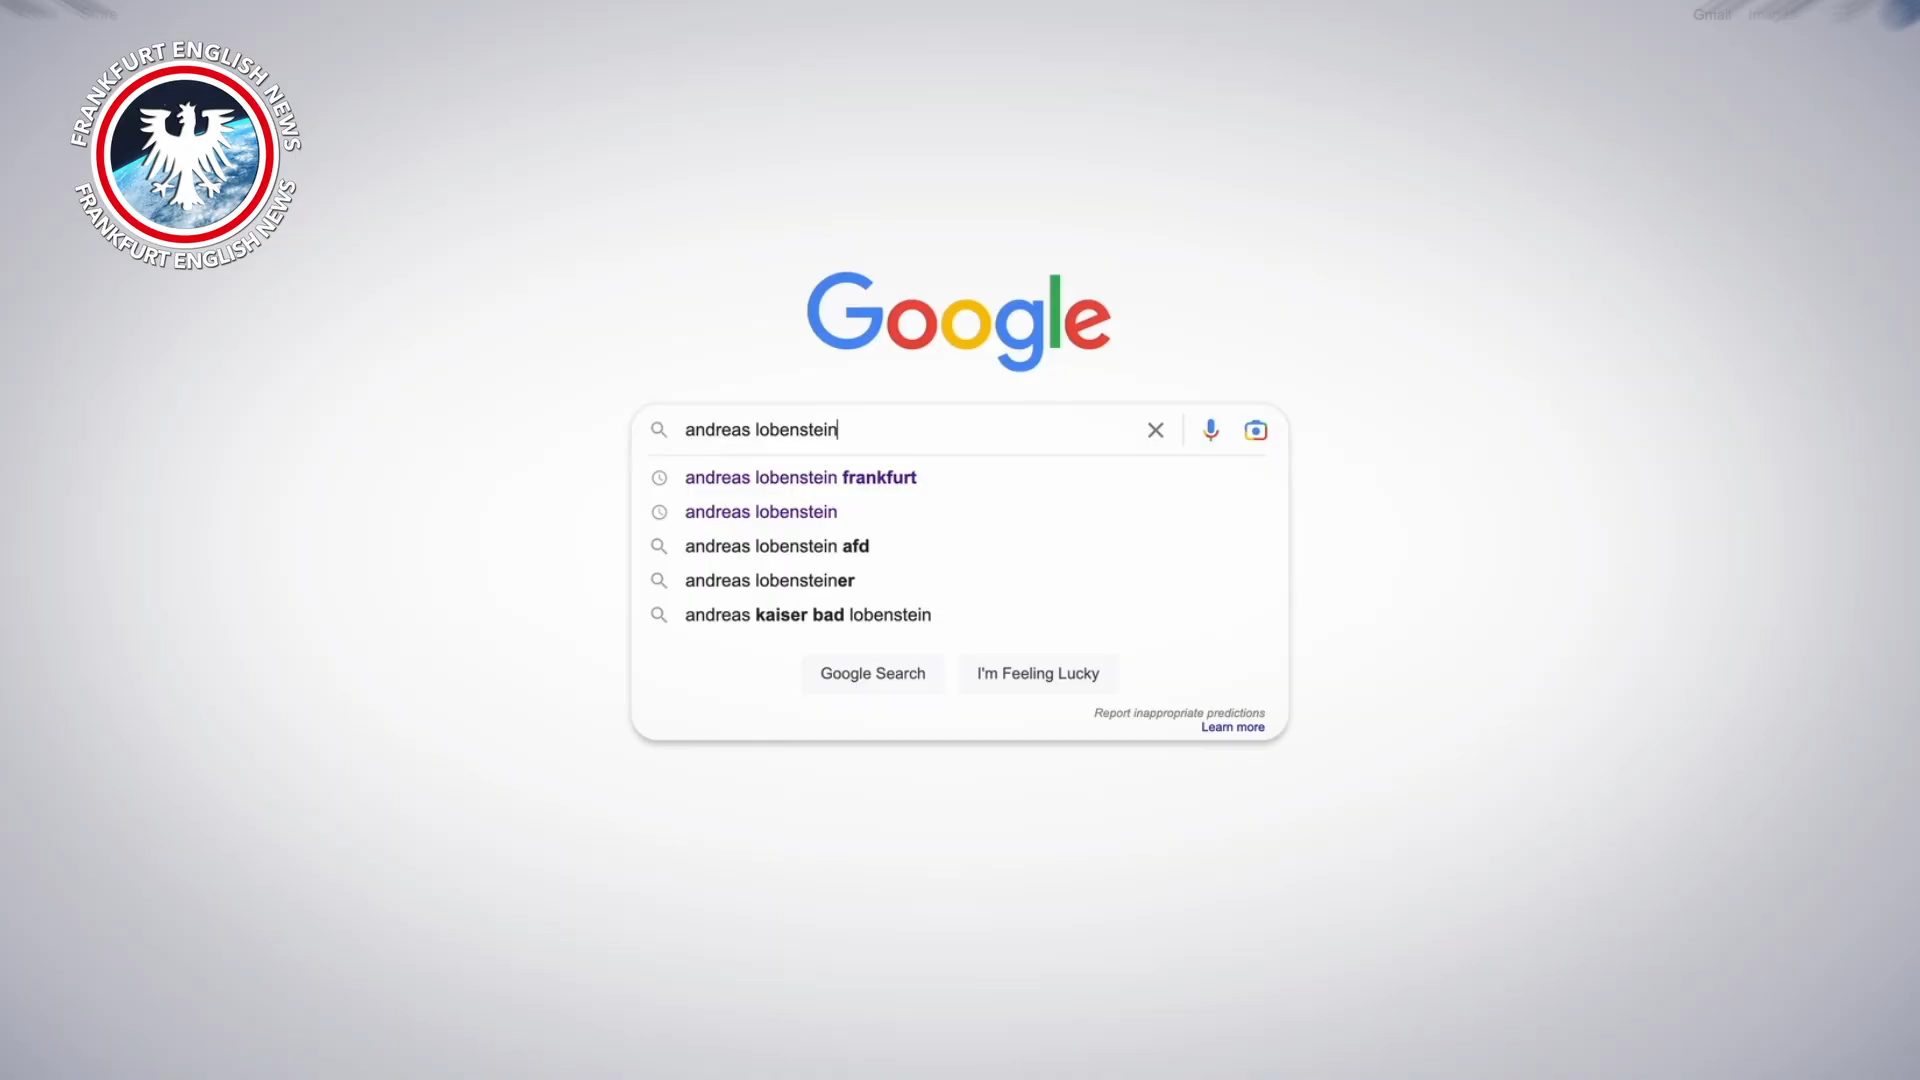 Gmail
FRANKFURT ENGLISH NEWS
FRANKFURT ENGLISH NEWS
Google
andreas lobenstein
andreas lobenstein frankfurt
andreas lobenstein
andreas lobenstein afd
andreas lobensteiner
andreas kaiser bad lobenstein
Google Search
I'm Feeling Lucky
Report inappropriate predictions
Learn more